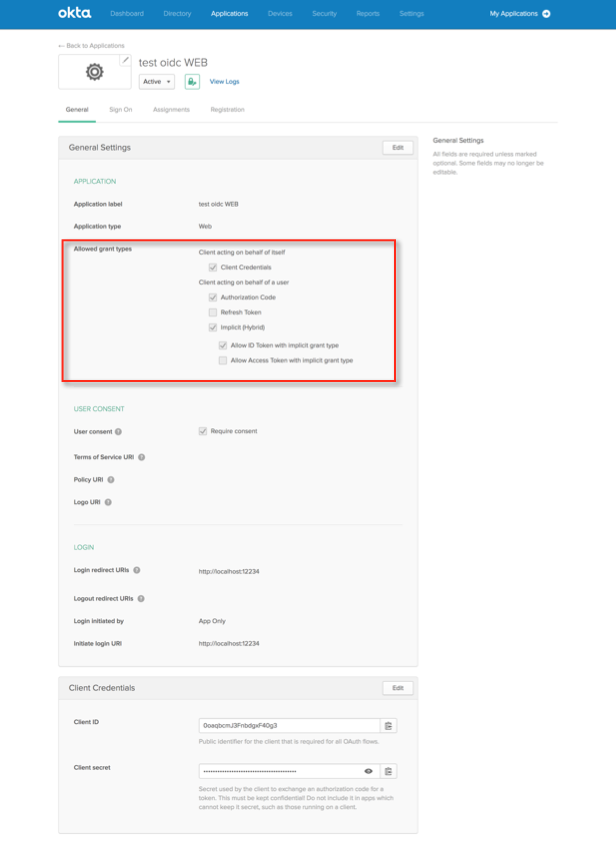 okta
Dashboard Directory Applications Devices Security Reports Settings My Applications
← Back to Applications
test oidc WEB
Active View Logs
General Sign On Assignments Registration
General Settings Edit
General Settings
All fields are required unless marked
optional. Some fields may no longer be
editable.
APPLICATION
Application label test oidc WEB
Application type Web
Allowed grant types Client acting on behalf of itself
Client Credentials
Client acting on behalf of a user
Authorization Code
Refresh Token
Implicit (Hybrid)
Allow ID Token with implicit grant type
Allow Access Token with implicit grant type
USER CONSENT
User consent ? Require consent
Terms of Service URI ?
Policy URI ?
Logo URI ?
LOGIN
Login redirect URIs ? http://localhost:12234
Logout redirect URIs ?
Login initiated by App Only
Initiate login URI http://localhost:12234
Client Credentials Edit
Client ID 0oaqbcmJ3FnbdgxF40g3
Public identifier for the client that is required for all OAuth flows.
Client secret
Secret used by the client to exchange an authorization code for a
token. This must be kept confidential! Do not include it in apps which
cannot keep it secret, such as those running on a client.